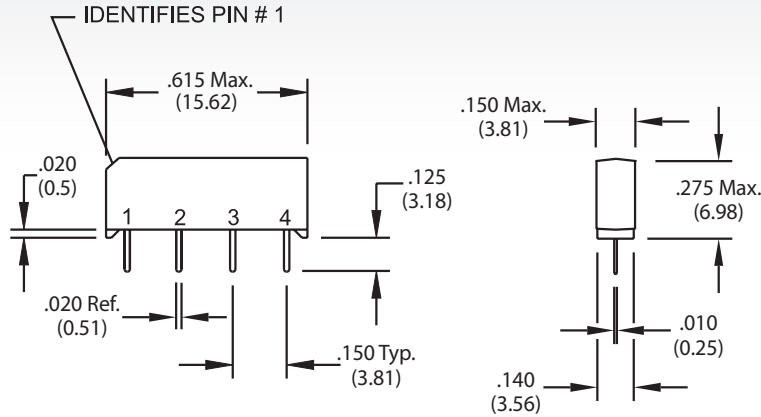 IDENTIFIES PIN # 1
.615 Max.
(15.62)
.150 Max.
(3.81)
.020
(0.5)
.125
(3.18)
.275 Max.
(6.98)
1 2 3 4
.020 Ref.
(0.51)
.150 Typ.
(3.81)
.010
(0.25)
.140
(3.56)